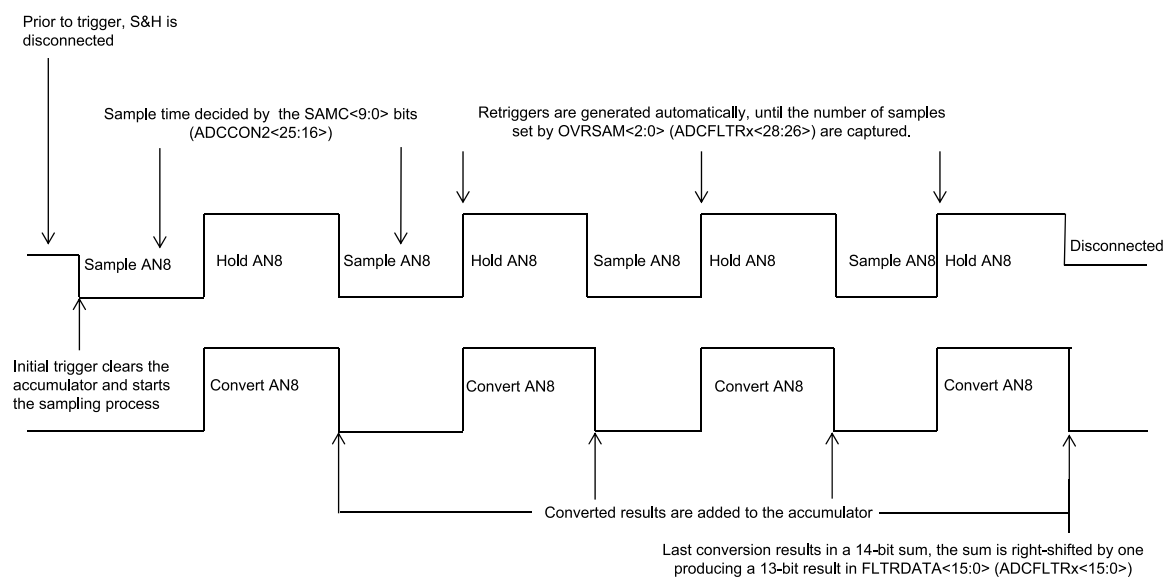 Prior to trigger, S&H is
disconnected
Sample time decided by the SAMC<9:0> bits
(ADCCON2<25:16>)
Retriggers are generated automatically, until the number of samples
set by OVRSAM<2:0> (ADCFLTRx<28:26>) are captured.
Sample AN8
Hold AN8
Sample AN8
Hold AN8
Sample AN8
Hold AN8
Sample AN8
Hold AN8
Disconnected
Initial trigger clears the
accumulator and starts
the sampling process
Convert AN8
Convert AN8
Convert AN8
Convert AN8
Converted results are added to the accumulator
Last conversion results in a 14-bit sum, the sum is right-shifted by one
producing a 13-bit result in FLTRDATA<15:0> (ADCFLTRx<15:0>)